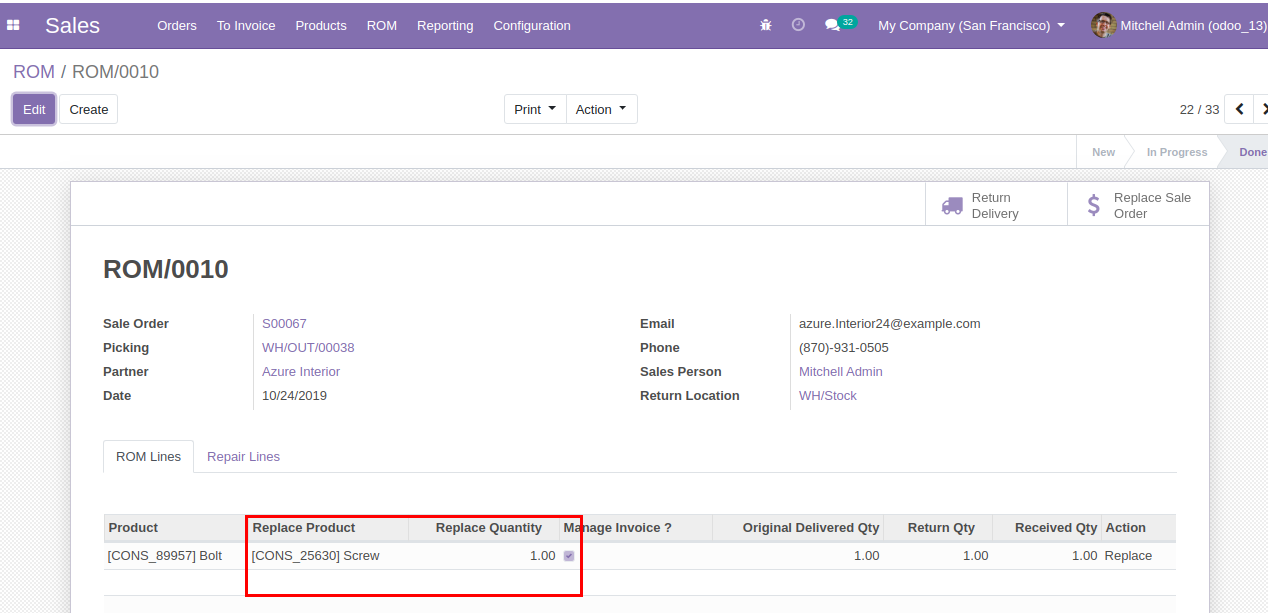 Sales Orders To Invoice Products ROM Reporting Configuration 32 My Company (San Francisco) Mitchell Admin (odoo_13)
ROM / ROM/0010
Edit Create Print Action 22 / 33
New In Progress Done
Return Delivery
Replace Sale Order
ROM/0010
Sale Order S00067 Email azure.Interior24@example.com
Picking WH/OUT/00038 Phone (870)-931-0505
Partner Azure Interior Sales Person Mitchell Admin
Date 10/24/2019 Return Location WH/Stock
ROM Lines Repair Lines
Product Replace Product Replace Quantity Manage Invoice ? Original Delivered Qty Return Qty Received Qty Action
[CONS_89957] Bolt [CONS_25630] Screw 1.00 1.00 1.00 1.00 Replace